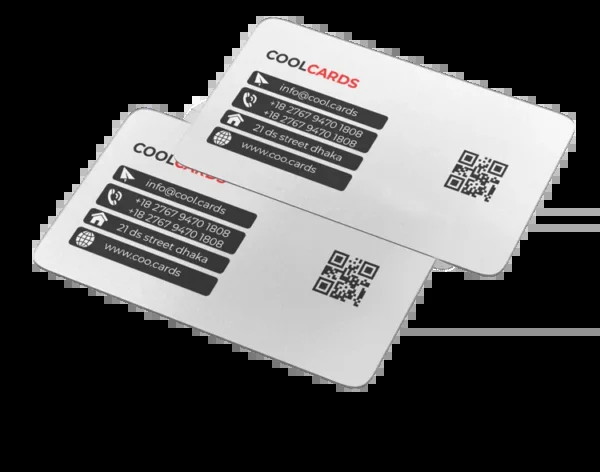 COOLCARDS
info@cool.cards
+18 2767 9470 1808
+18 2767 9470 1808
21 ds street dhaka
www.coo.cards
COOLCARDS
info@cool.cards
+18 2767 9470 1808
+18 2767 9470 1808
21 ds street dhaka
www.coo.cards